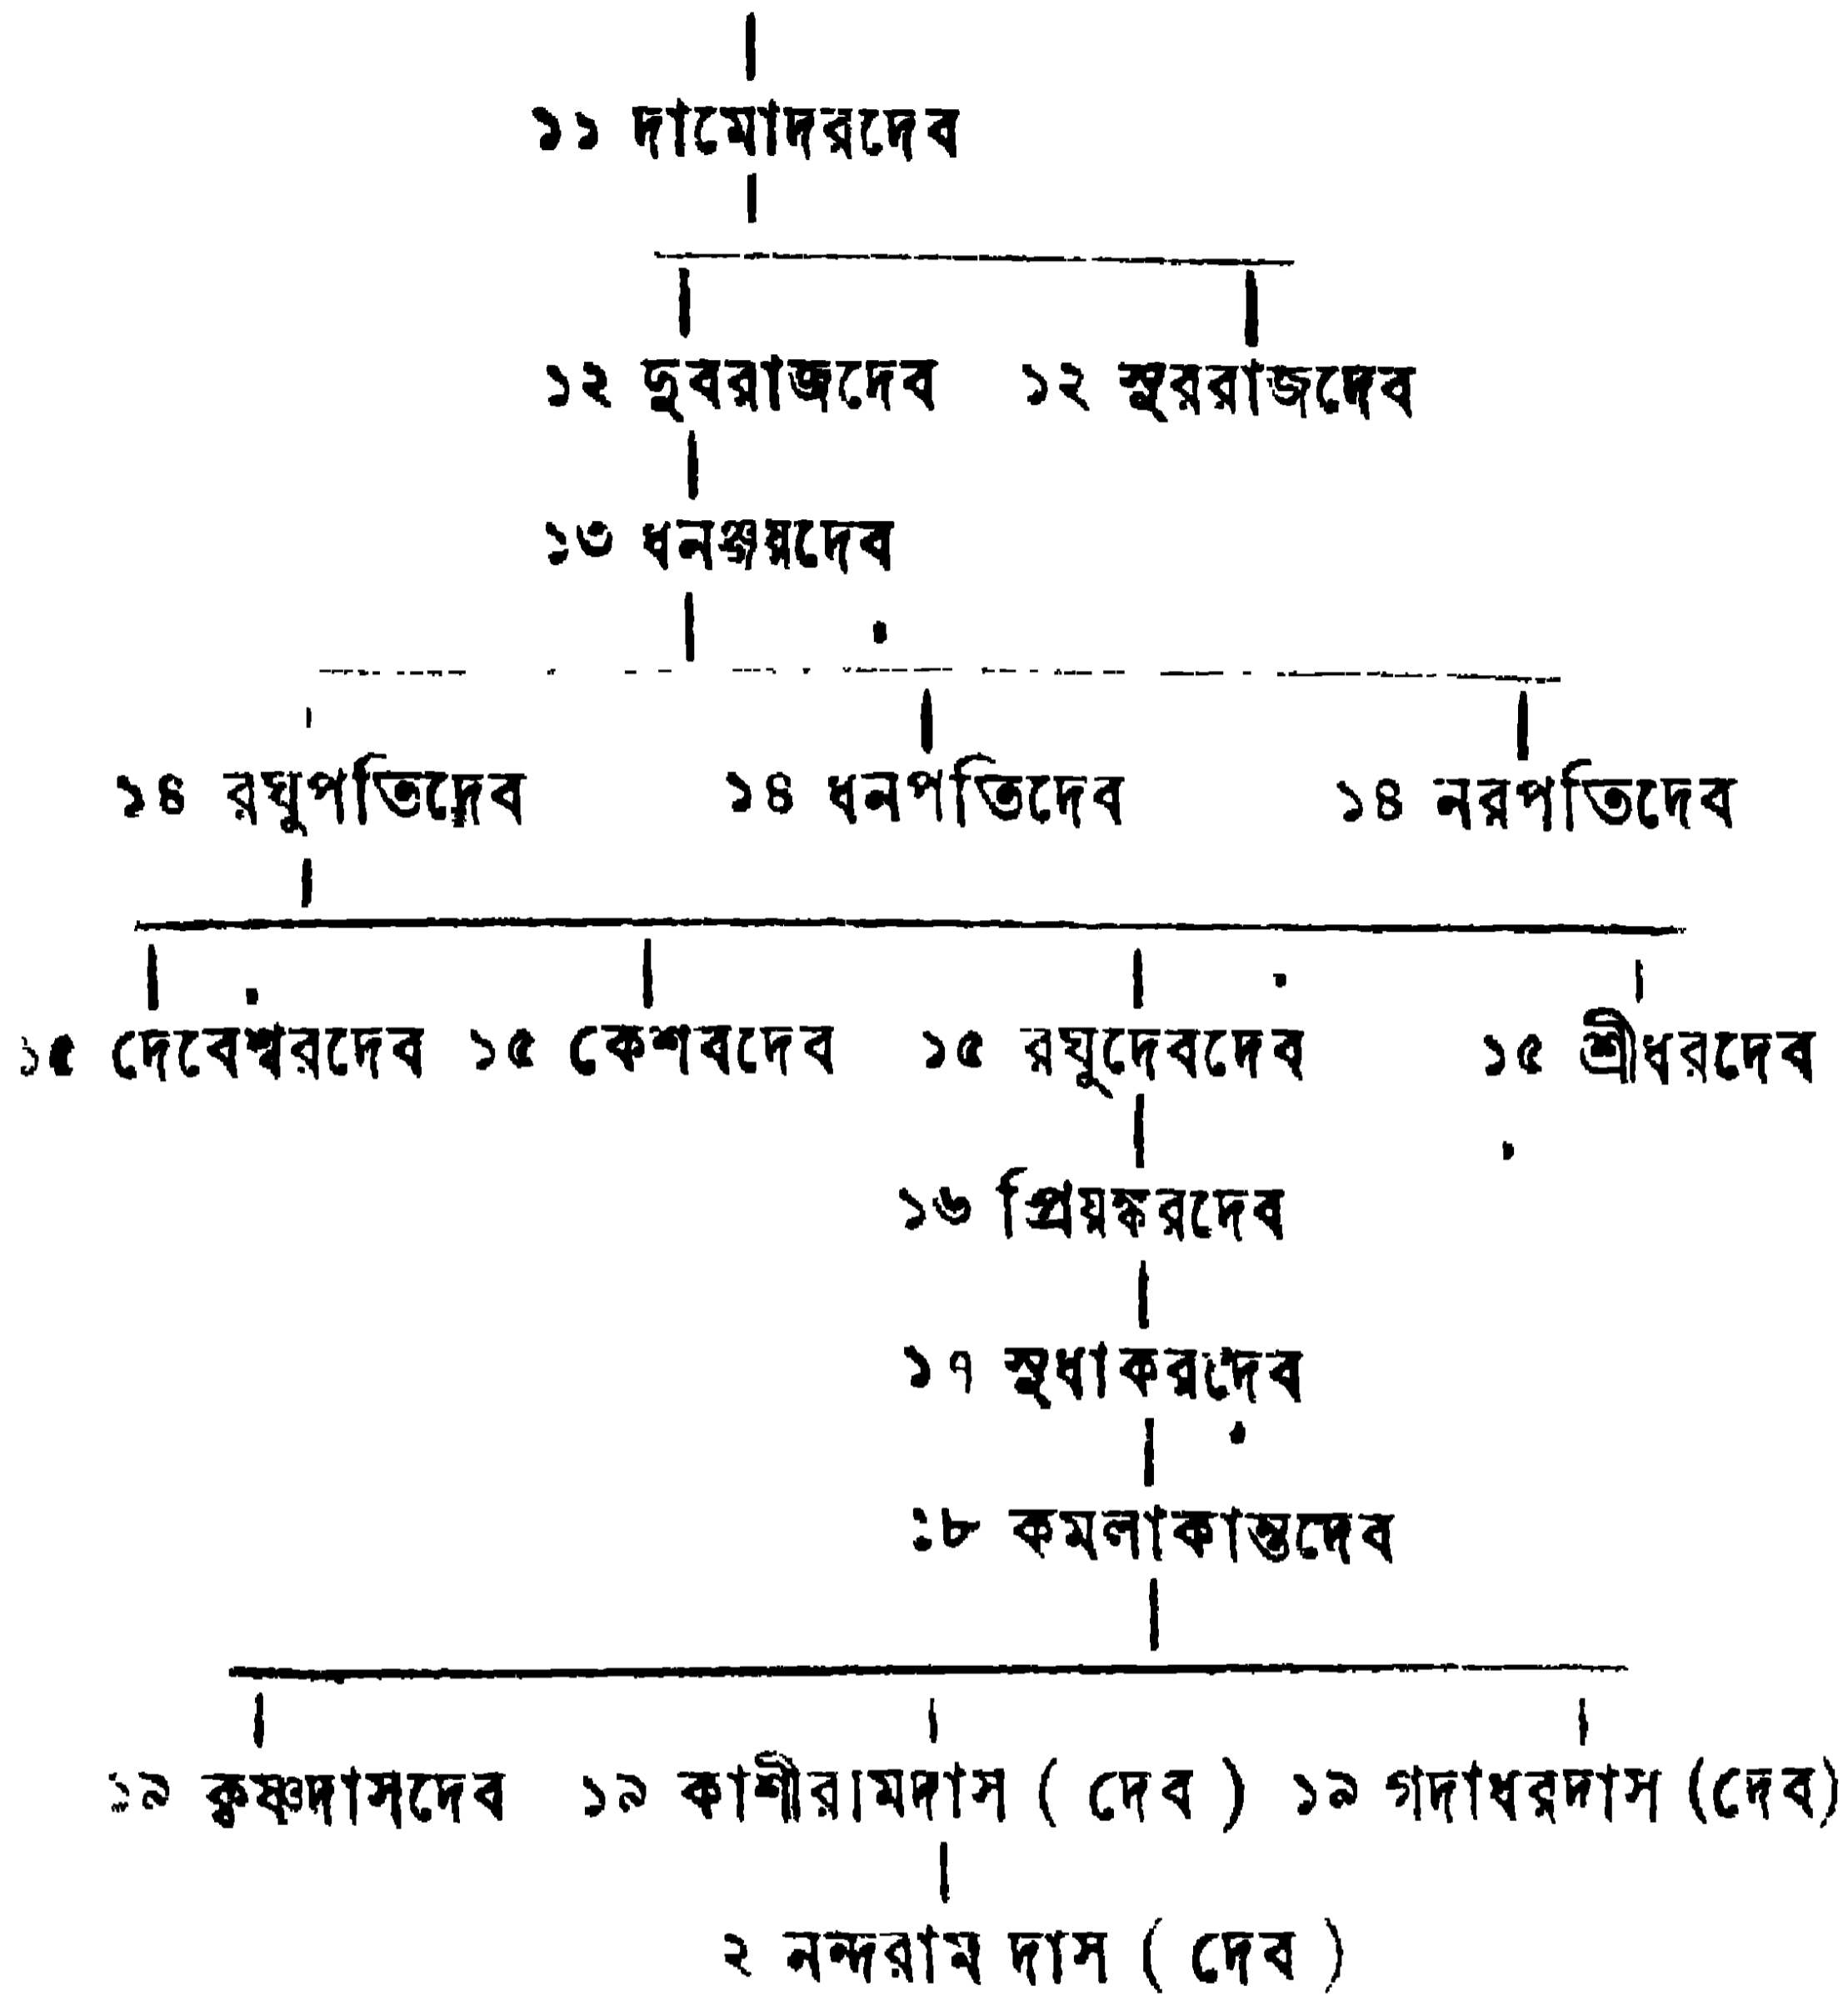 ১১ দামোদরদেব
১২ দুবরাজদেব ১২ সুররাজদেব
১৩ ধনঞ্জয়দেব
১৪ রঘুপতিদেব ১৪ ধনপতিদেব ১৪ নরপতিদেব
১৫ দেবেশ্বরদেব ১৫ কেশবদেব ১৫ রঘুদেবদেব ১৫ শ্রীধরদেব
১৬ প্রিয়ঙ্করদেব
১৭ সুধাকরদেব
১৮ কমলাকান্তদেব
১৯ কৃষ্ণদাসদেব ১৯ কাশীরামদাস ( দেব ) ১৯ গদাধরদাস (দেব)
২ নন্দরাম দাস ( দেব )